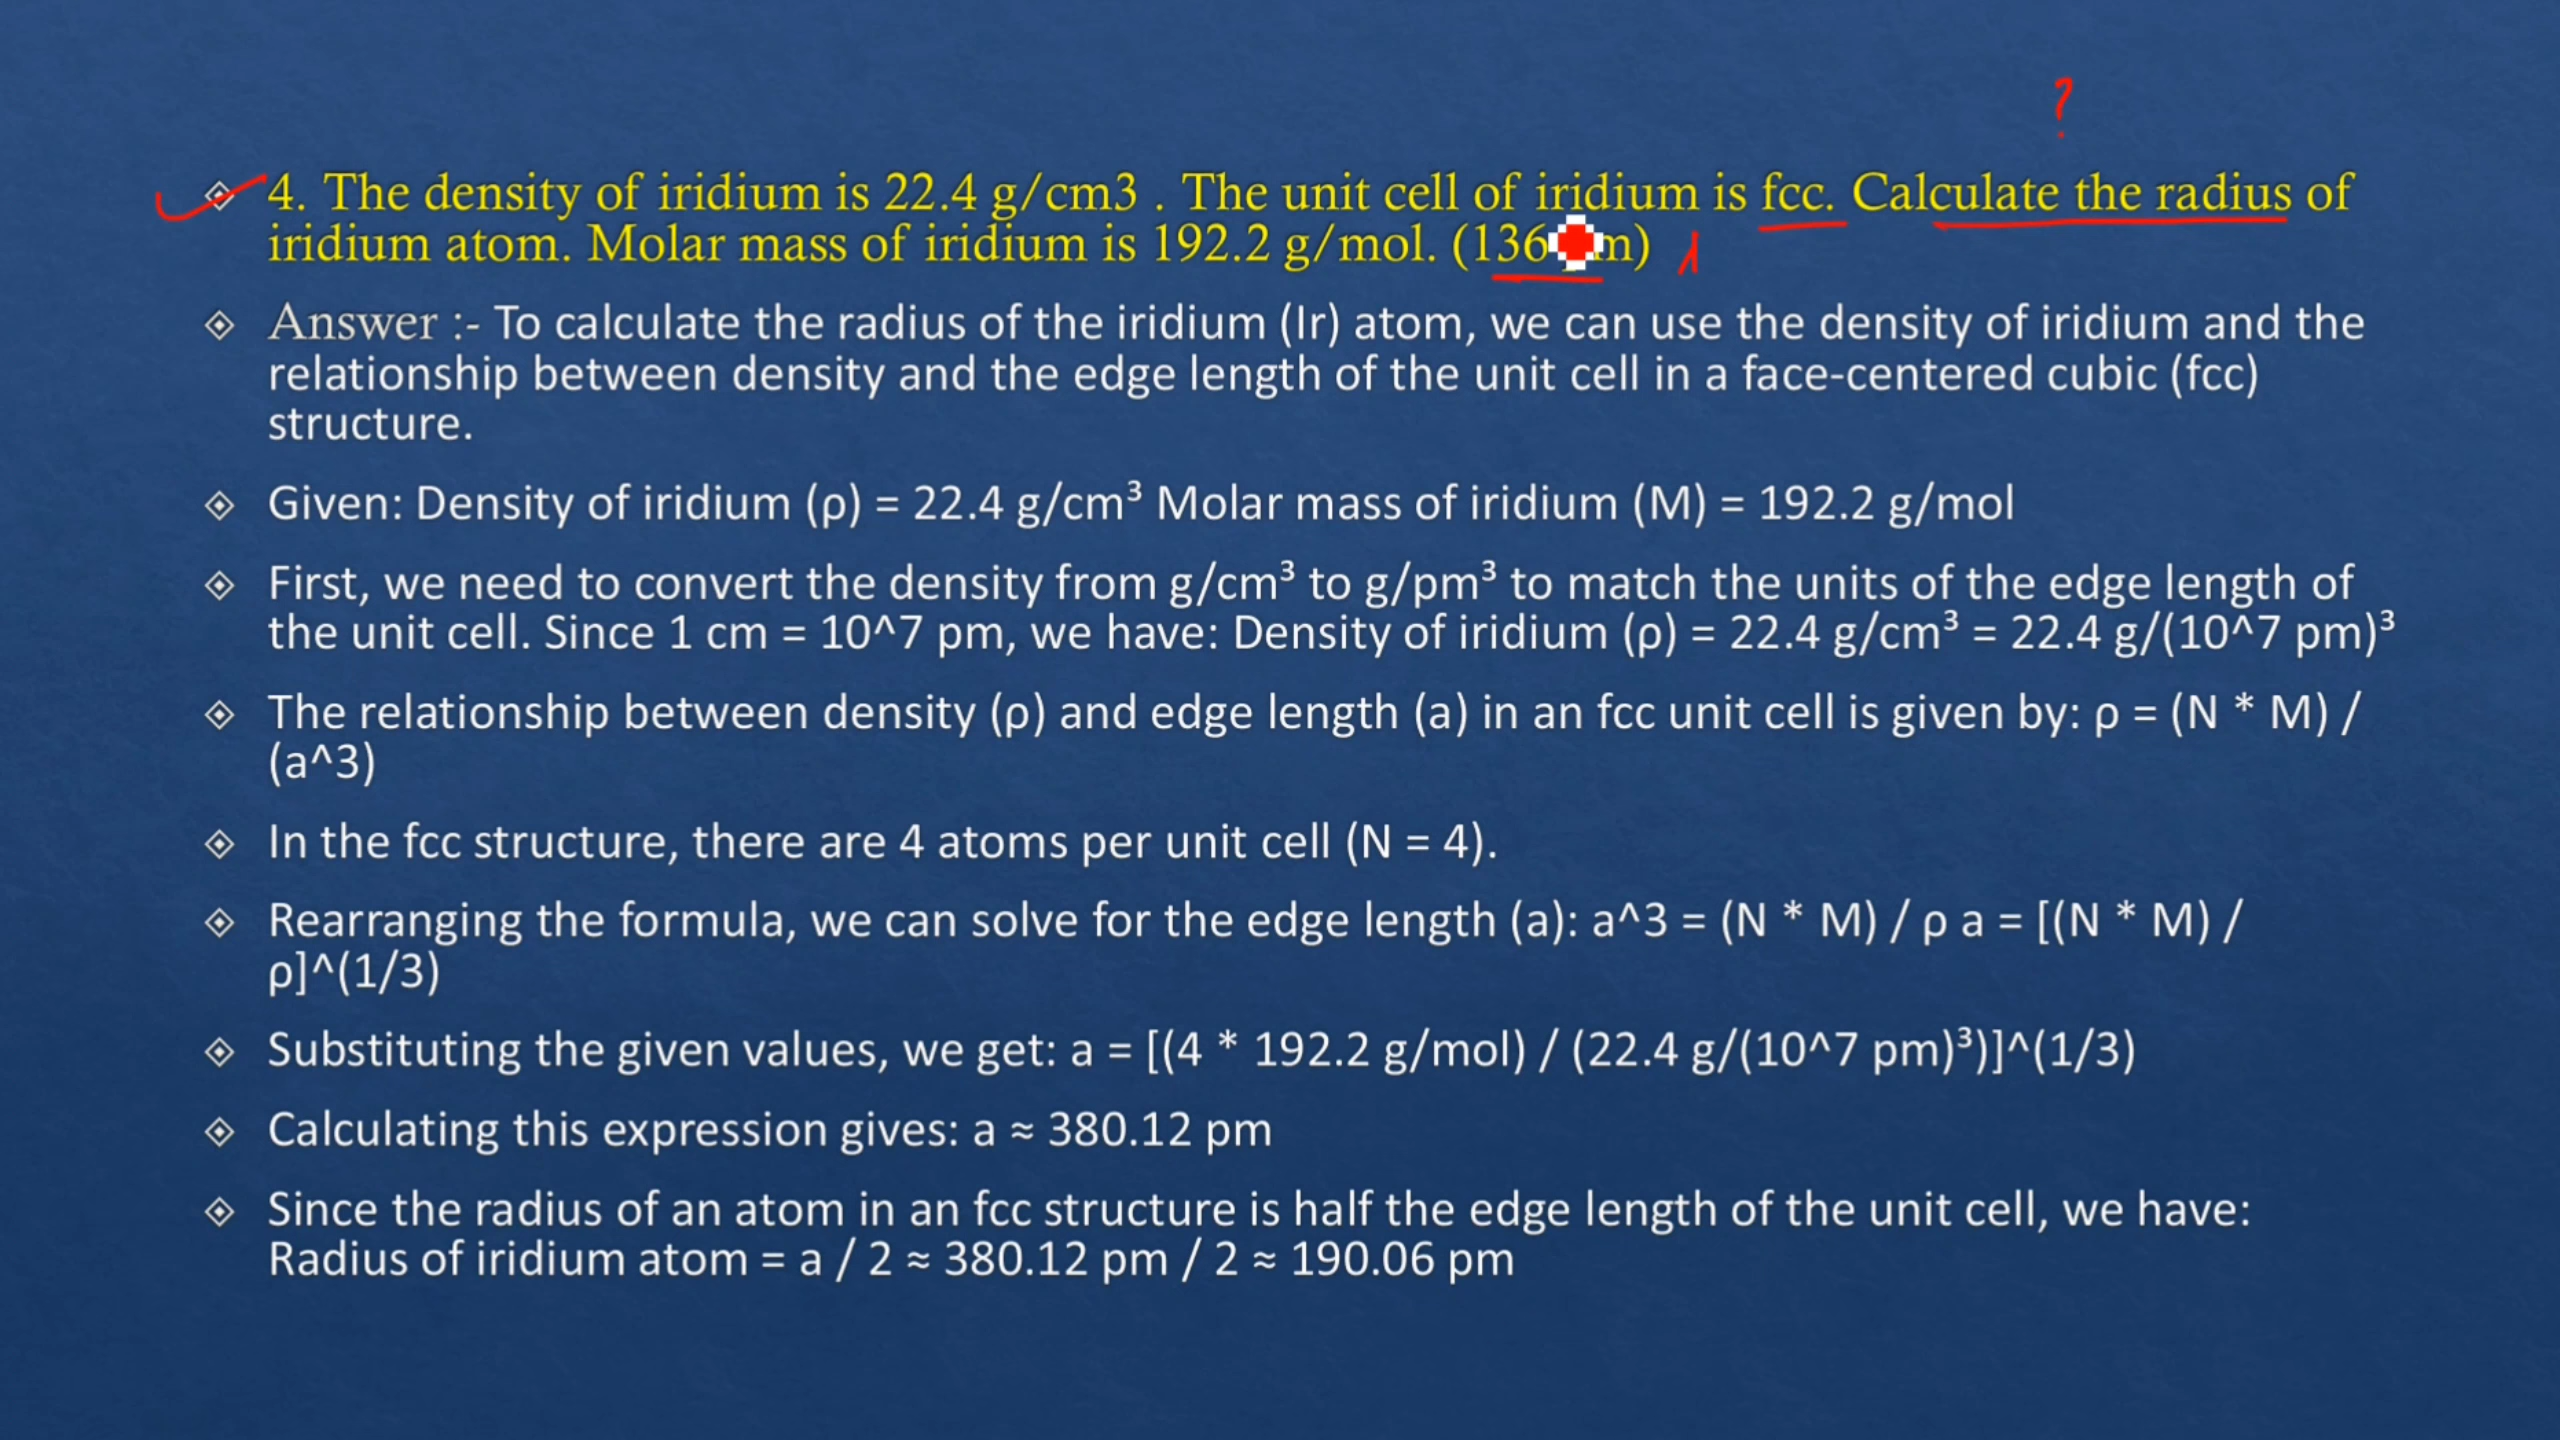 ?
4. The density of iridium is 22.4 g/cm3 . The unit cell of iridium is fcc. Calculate the radius of
iridium atom. Molar mass of iridium is 192.2 g/mol. (136
Answer :- To calculate the radius of the iridium (Ir) atom, we can use the density of iridium and the
relationship between density and the edge length of the unit cell in a face-centered cubic (fcc)
structure.
Given: Density of iridium (ρ) = 22.4 g/cm³ Molar mass of iridium (M) = 192.2 g/mol
First, we need to convert the density from g/cm³ to g/pm³ to match the units of the edge length of
the unit cell. Since 1 cm = 10^7 pm, we have: Density of iridium (ρ) = 22.4 g/cm³ = 22.4 g/(10^7 pm)³
The relationship between density (ρ) and edge length (a) in an fcc unit cell is given by: ρ = (N * M) /
(a^3)
In the fcc structure, there are 4 atoms per unit cell (N = 4).
Rearranging the formula, we can solve for the edge length (a): a^3 = (N * M) / ρ a = [(N * M) /
ρ]^(1/3)
Substituting the given values, we get: a = [(4 * 192.2 g/mol) / (22.4 g/(10^7 pm)³)]^(1/3)
Calculating this expression gives: a ≈ 380.12 pm
Since the radius of an atom in an fcc structure is half the edge length of the unit cell, we have:
Radius of iridium atom = a / 2 ≈ 380.12 pm / 2 ≈ 190.06 pm